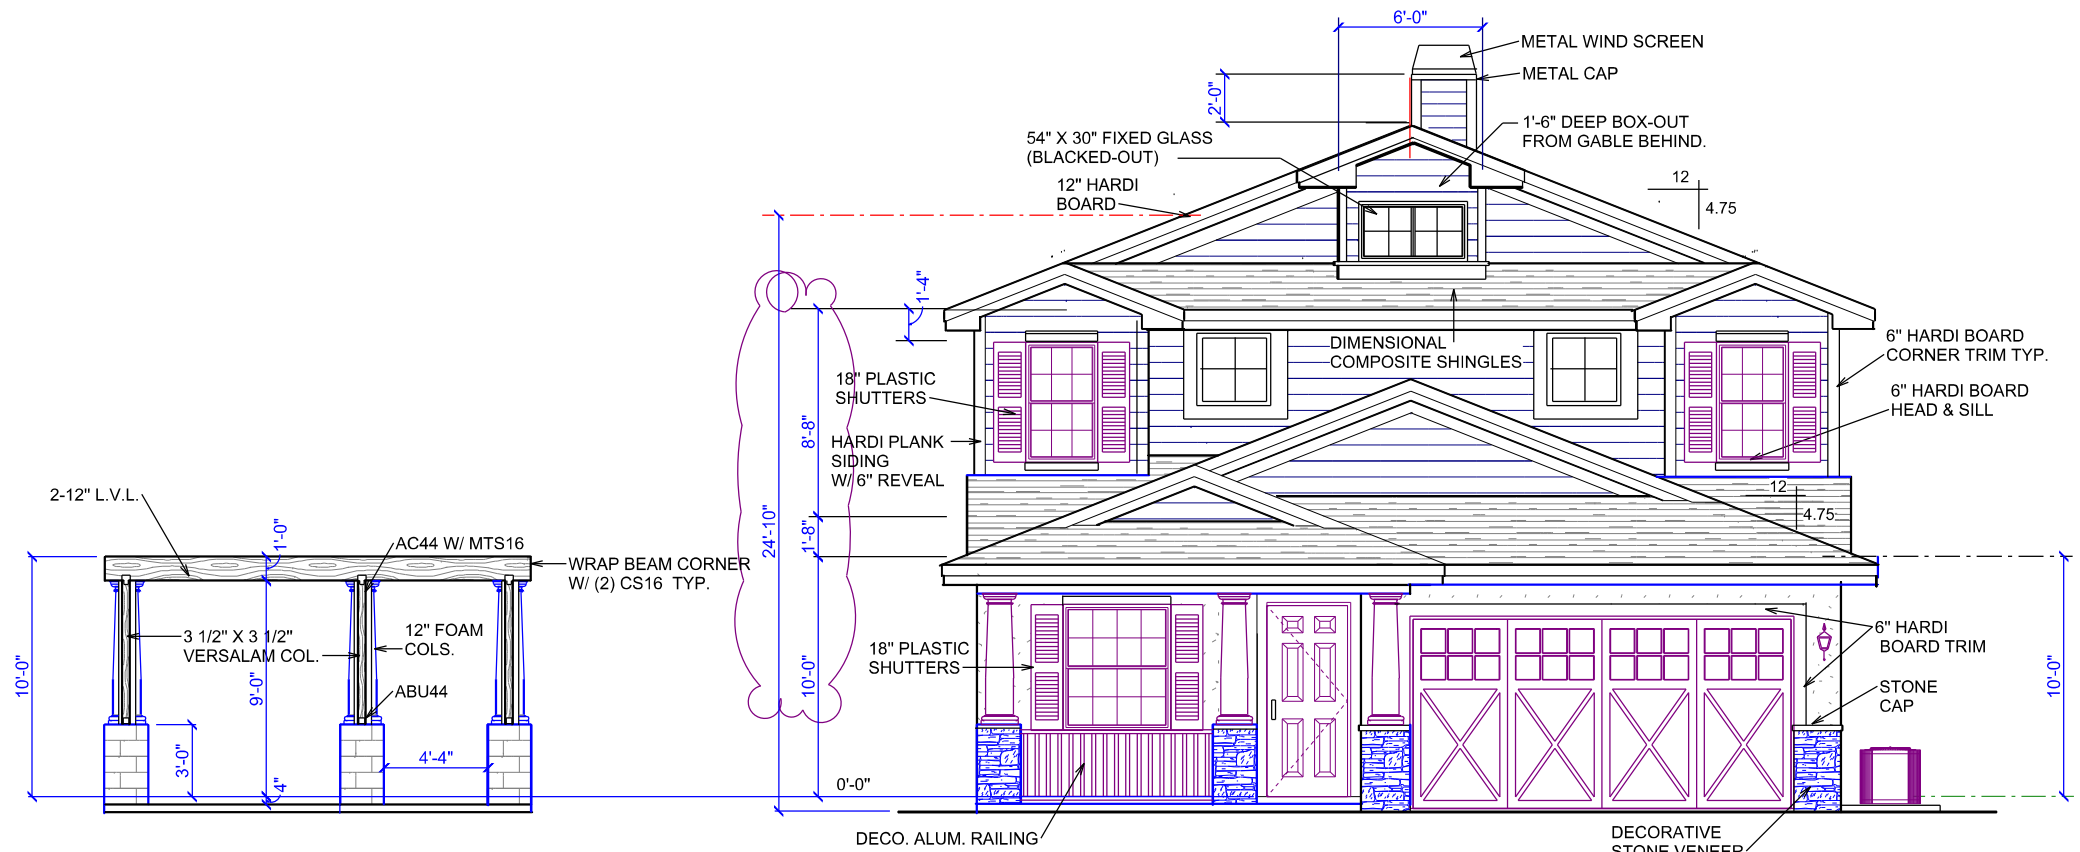 6'-0"
METAL WIND SCREEN
METAL CAP
2'-0"
54" X 30" FIXED GLASS
(BLACKED-OUT)
1'-6" DEEP BOX-OUT
FROM GABLE BEHIND.
12" HARDI
BOARD
12
4.75
1'-4"
DIMENSIONAL
COMPOSITE SHINGLES
6" HARDI BOARD
CORNER TRIM TYP.
18" PLASTIC
SHUTTERS
6" HARDI BOARD
HEAD & SILL
8'-8"
HARDI PLANK
SIDING
W/ 6" REVEAL
12
4.75
24'-10"
1'-8"
2-12" L.V.L.
1'-0"
AC44 W/ MTS16
WRAP BEAM CORNER
W/ (2) CS16 TYP.
3 1/2" X 3 1/2"
VERSALAM COL.
12" FOAM
COLS.
ABU44
10'-0"
9'-0"
3'-0"
4'-4"
4"
18" PLASTIC
SHUTTERS
10'-0"
0'-0"
6" HARDI
BOARD TRIM
STONE
CAP
10'-0"
DECO. ALUM. RAILING
DECORATIVE
STONE VENEER